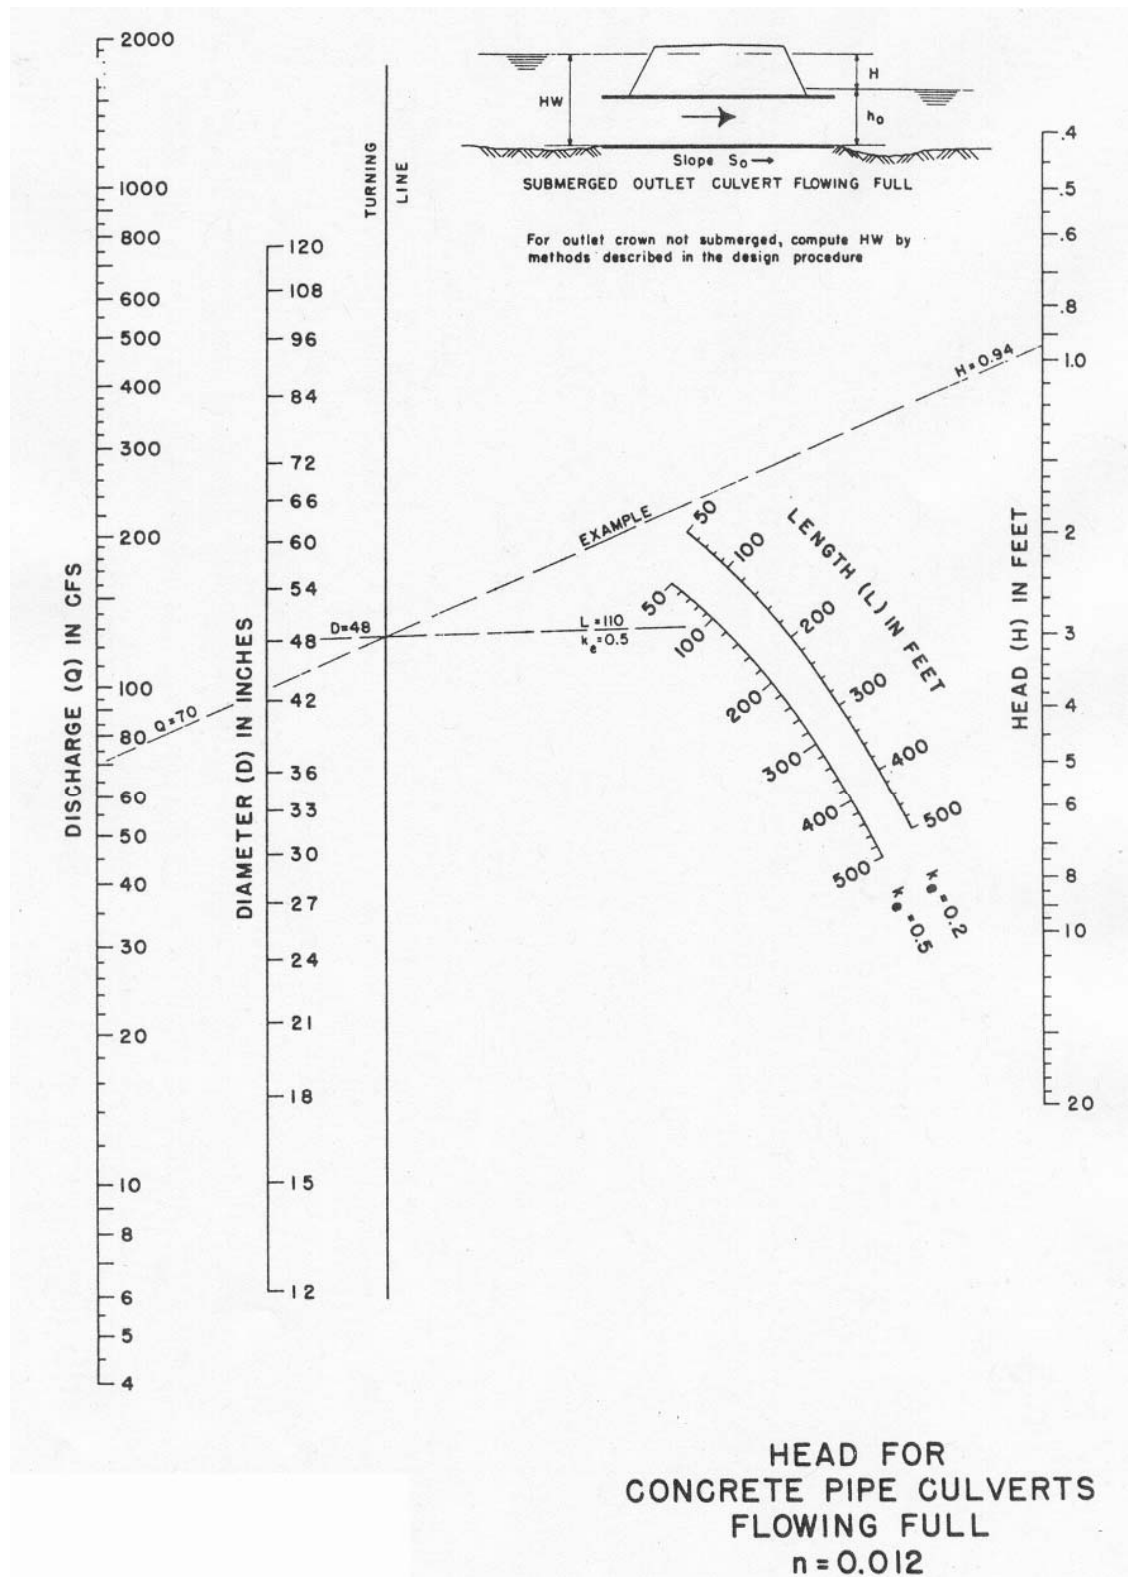 2000
1000
800
600
500
400
300
200
100
80
60
50
40
30
20
10
8
6
5
4
DISCHARGE (Q) IN CFS
Q=70
120
108
96
84
72
66
60
54
48
42
36
33
30
27
24
21
18
15
12
DIAMETER (D) IN INCHES
D=48
TURNING
LINE
HW
H
ho
Slope So→
SUBMERGED OUTLET CULVERT FLOWING FULL
For outlet crown not submerged, compute HW by
methods described in the design procedure
H=0.94
EXAMPLE
L=110
ke=0.5
50
100
200
300
400
500
ke=0.2
LENGTH (L) IN FEET
50
100
200
300
400
500
ke=0.5
.4
.5
.6
.8
1.0
2
3
4
5
6
8
10
20
HEAD (H) IN FEET
HEAD FOR
CONCRETE PIPE CULVERTS
FLOWING FULL
n=0.012